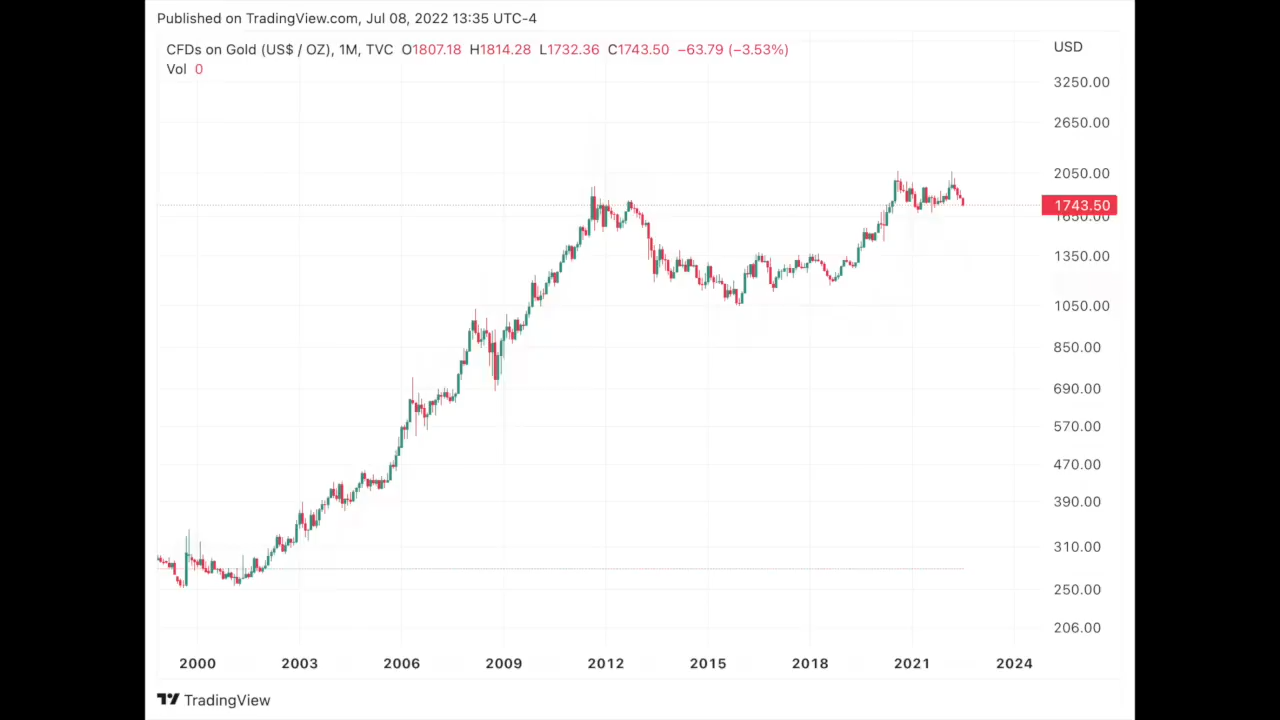 Published on TradingView.com, Jul 08, 2022 13:35 UTC-4
CFDs on Gold (US$ / OZ), 1M, TVC O1807.18 H1814.28 L1732.36 C1743.50 −63.79 (−3.53%)
Vol 0
USD
3250.00
2650.00
2050.00
1743.50
1650.00
1350.00
1050.00
850.00
690.00
570.00
470.00
390.00
310.00
250.00
206.00
2000 2003 2006 2009 2012 2015 2018 2021 2024
TradingView